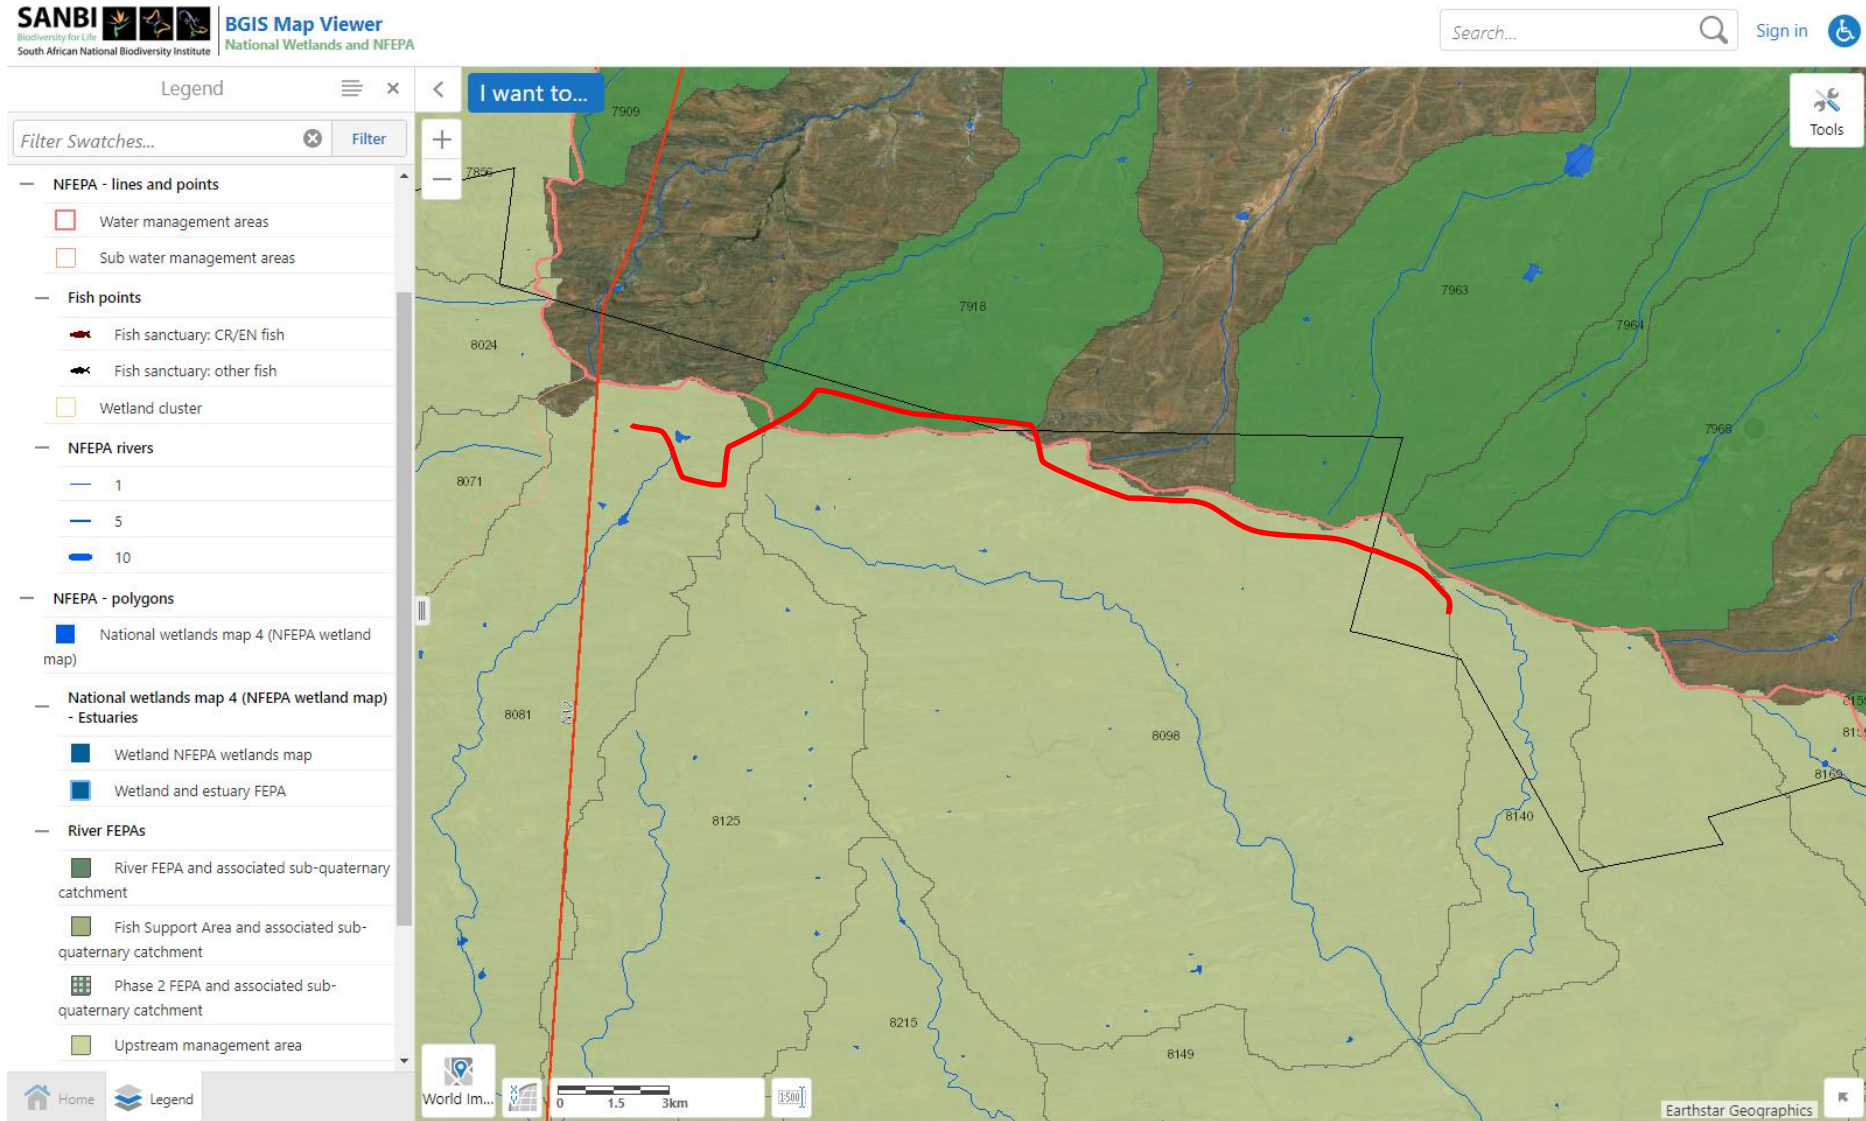 SANBI
Biodiversity for Life
South African National Biodiversity Institute
BGIS Map Viewer
National Wetlands and NFEPA
Search...
Sign in
Legend
I want to...
Filter Swatches...
Filter
NFEPA - lines and points
Water management areas
Sub water management areas
Fish points
Fish sanctuary: CR/EN fish
Fish sanctuary: other fish
Wetland cluster
NFEPA rivers
1
5
10
NFEPA - polygons
National wetlands map 4 (NFEPA wetland
map)
National wetlands map 4 (NFEPA wetland map)
- Estuaries
Wetland NFEPA wetlands map
Wetland and estuary FEPA
River FEPAs
River FEPA and associated sub-quaternary
catchment
Fish Support Area and associated sub-
quaternary catchment
Phase 2 FEPA and associated sub-
quaternary catchment
Upstream management area
Home
Legend
Tools
7909
7856
7918
7963
7964
8024
7968
8071
8081
N12
8098
8125
8140
8169
8215
8149
World Im...
X Y
0 1.5 3km
1:500
Earthstar Geographics